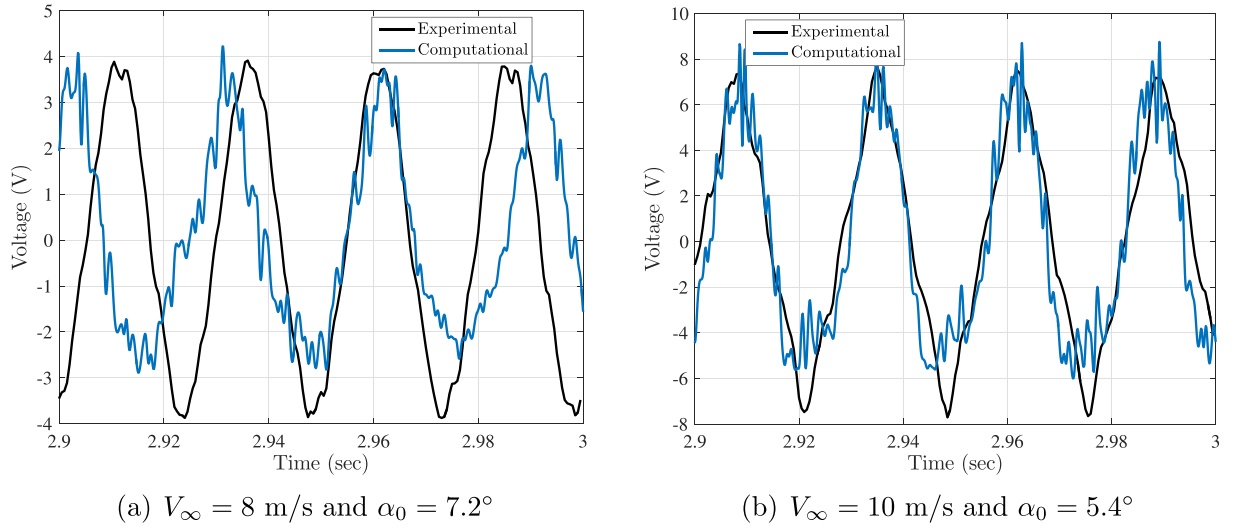 5
4
3
2
1
0
-1
-2
-3
-4
Voltage (V)
2.9 2.92 2.94 2.96 2.98 3
Time (sec)
Experimental
Computational
(a) V∞ = 8 m/s and α₀ = 7.2°
10
8
6
4
2
0
-2
-4
-6
-8
Voltage (V)
2.9 2.92 2.94 2.96 2.98 3
Time (sec)
Experimental
Computational
(b) V∞ = 10 m/s and α₀ = 5.4°